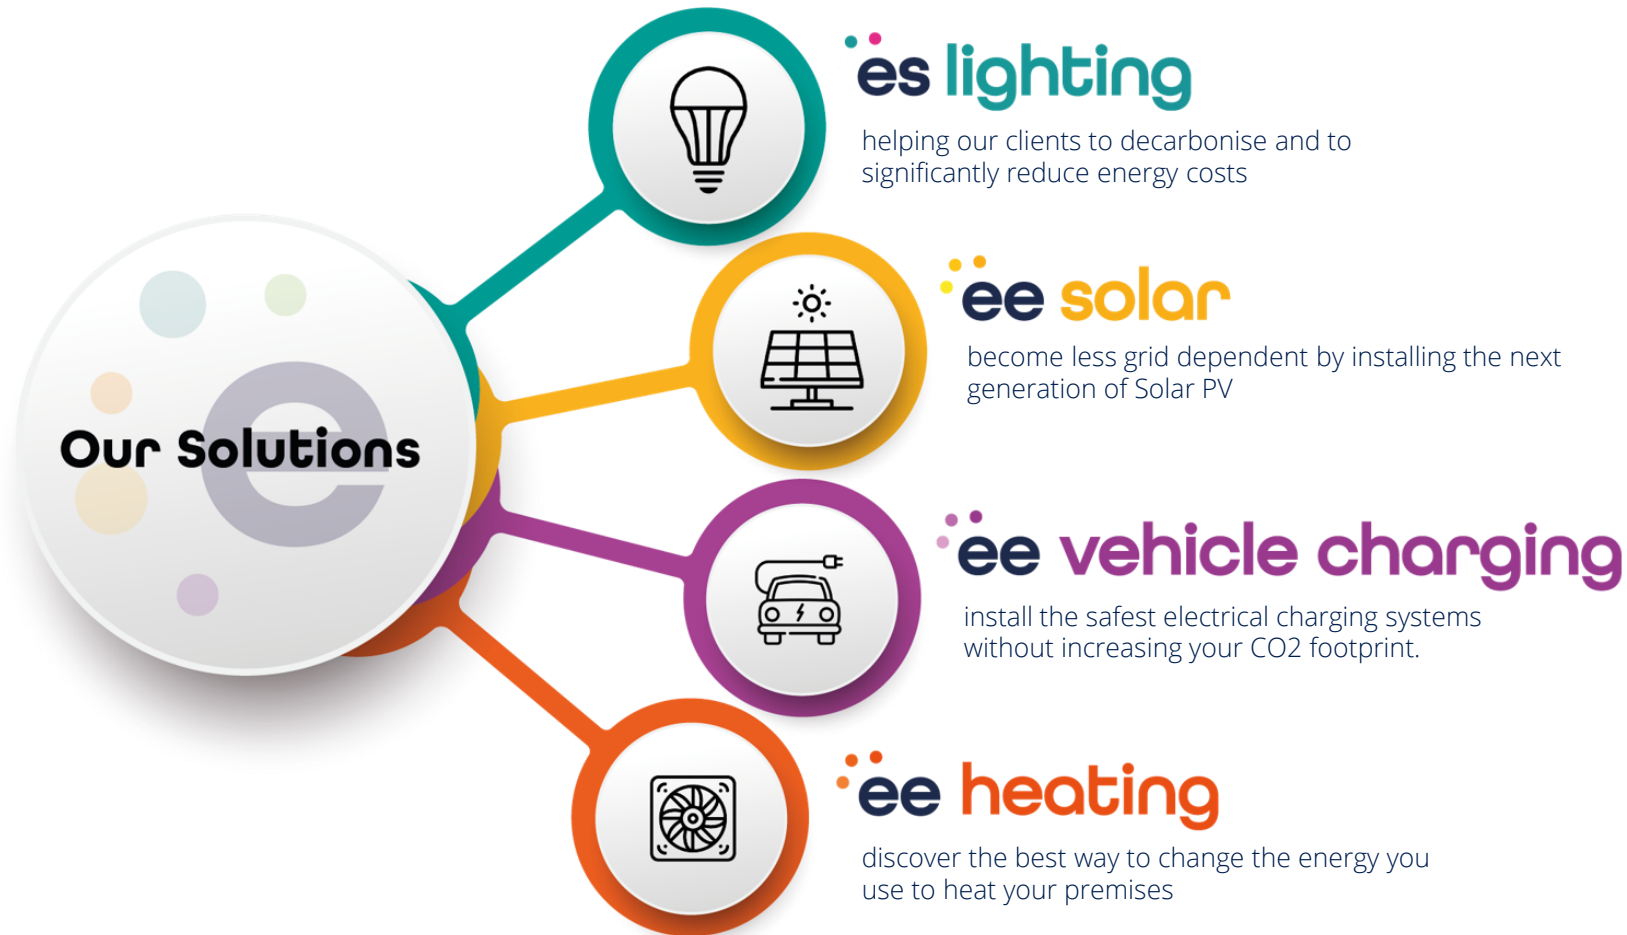 es lighting
helping our clients to decarbonise and to
significantly reduce energy costs
ee solar
become less grid dependent by installing the next
generation of Solar PV
e
Our Solutions
ee vehicle charging
install the safest electrical charging systems
without increasing your CO2 footprint.
ee heating
discover the best way to change the energy you
use to heat your premises